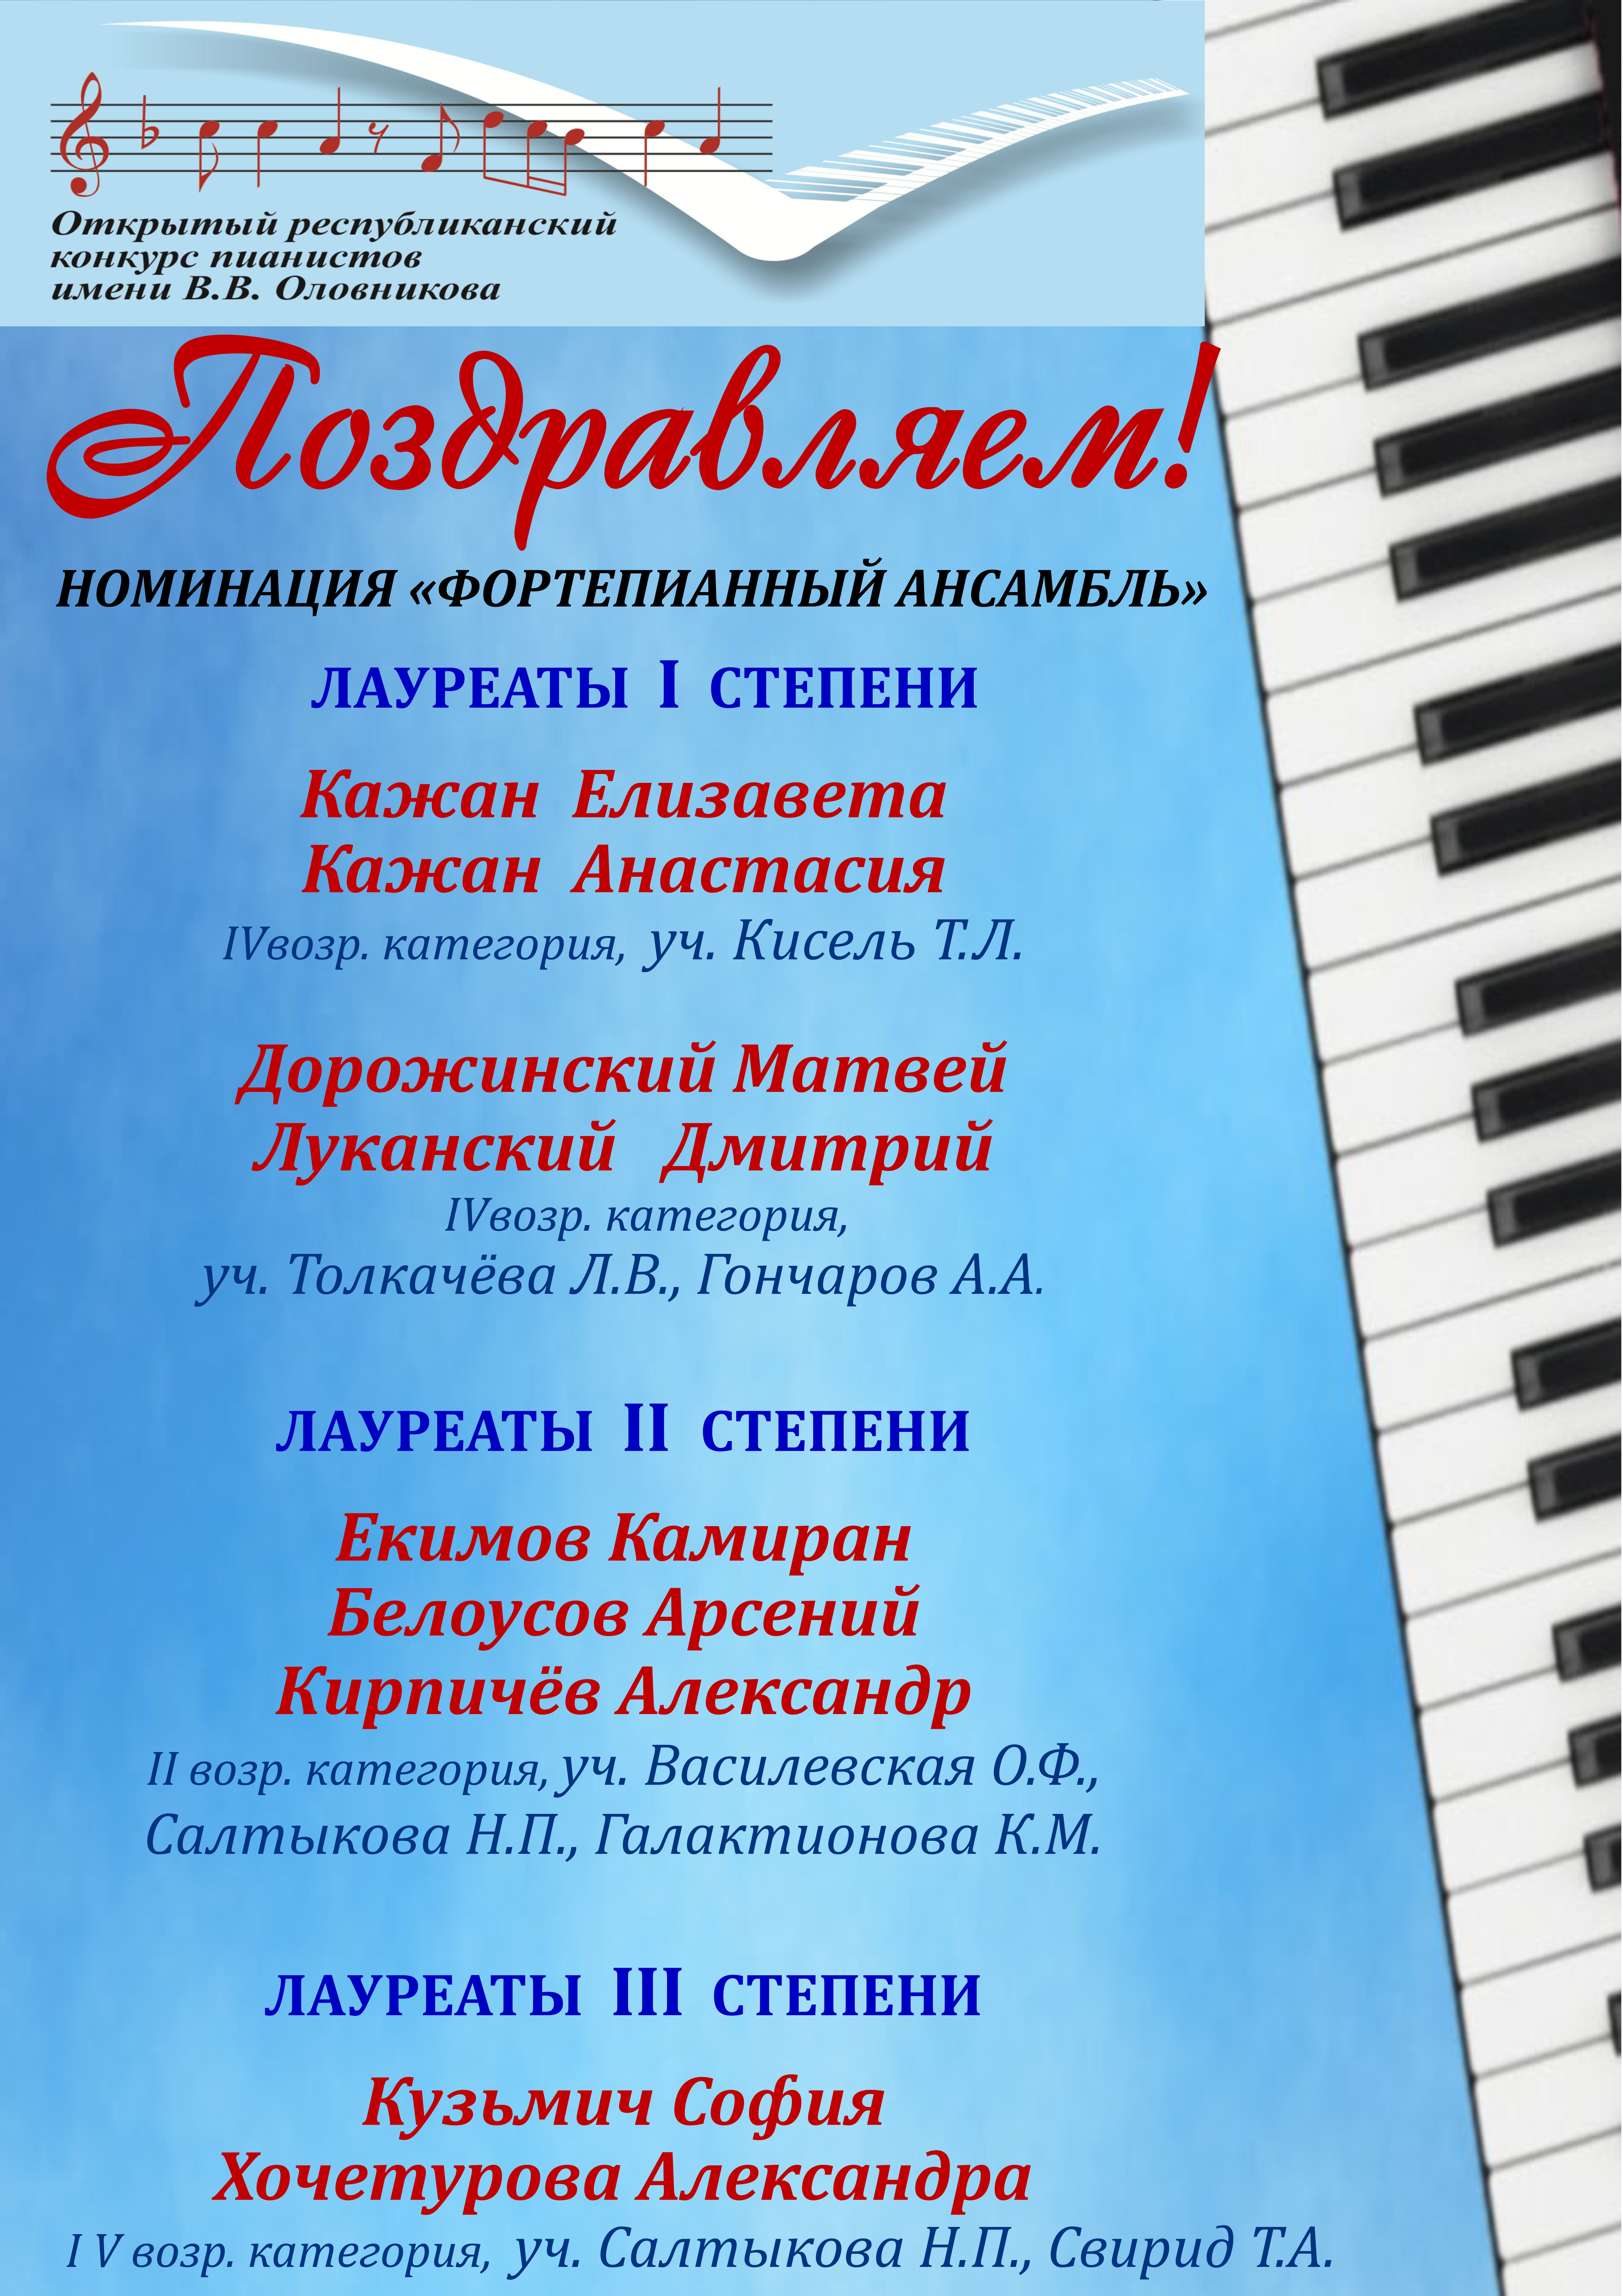 Открытый республиканский
конкурс пианистов
имени В.В. Оловникова
Поздравляем!
НОМИНАЦИЯ «ФОРТЕПИАННЫЙ АНСАМБЛЬ»
ЛАУРЕАТЫ I СТЕПЕНИ
Кажан Елизавета
Кажан Анастасия
IVвозр. категория, уч. Кисель Т.Л.
Дорожинский Матвей
Луканский Дмитрий
IVвозр. категория,
уч. Толкачёва Л.В., Гончаров А.А.
ЛАУРЕАТЫ II СТЕПЕНИ
Екимов Камиран
Белоусов Арсений
Кирпичёв Александр
II возр. категория, уч. Василевская О.Ф.,
Салтыкова Н.П., Галактионова К.М.
ЛАУРЕАТЫ III СТЕПЕНИ
Кузьмич София
Хочетурова Александра
I V возр. категория, уч. Салтыкова Н.П., Свирид Т.А.